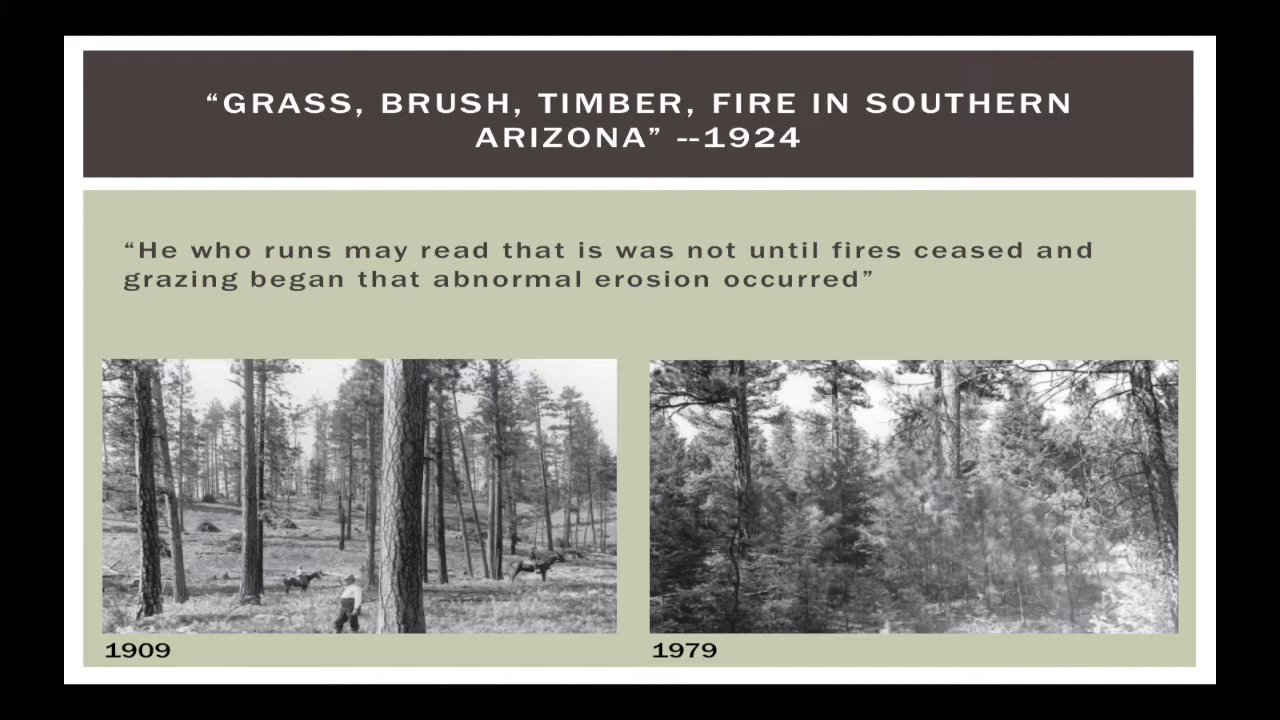 “GRASS, BRUSH, TIMBER, FIRE IN SOUTHERN
ARIZONA” --1924
“He who runs may read that is was not until fires ceased and
grazing began that abnormal erosion occurred”
1909
1979